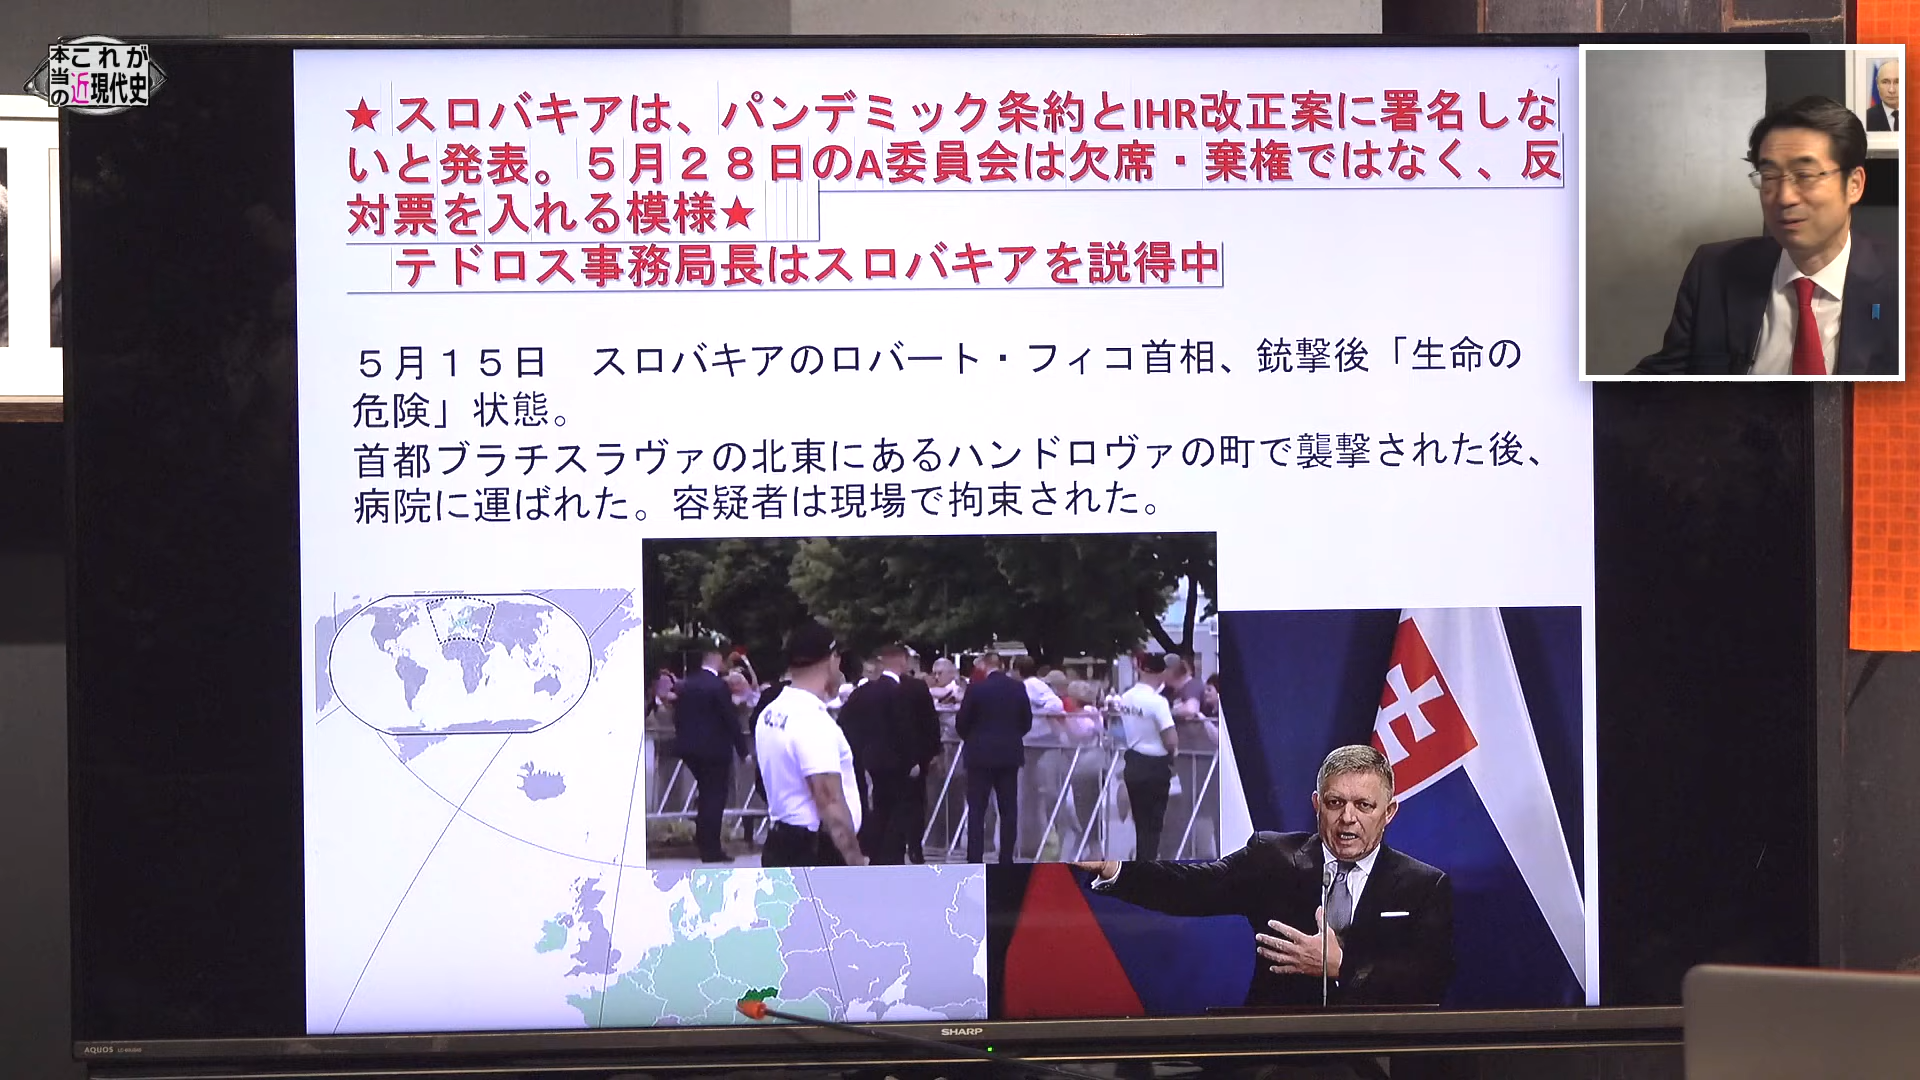 これが
本当の近現代史
★スロバキアは、パンデミック条約とIHR改正案に署名しな
いと発表。５月２８日のA委員会は欠席・棄権ではなく、反
対票を入れる模様★
テドロス事務局長はスロバキアを説得中
５月１５日　スロバキアのロバート・フィコ首相、銃撃後「生命の
危険」状態。
首都ブラチスラヴァの北東にあるハンドロヴァの町で襲撃された後、
病院に運ばれた。容疑者は現場で拘束された。
SHARP
AQUOS